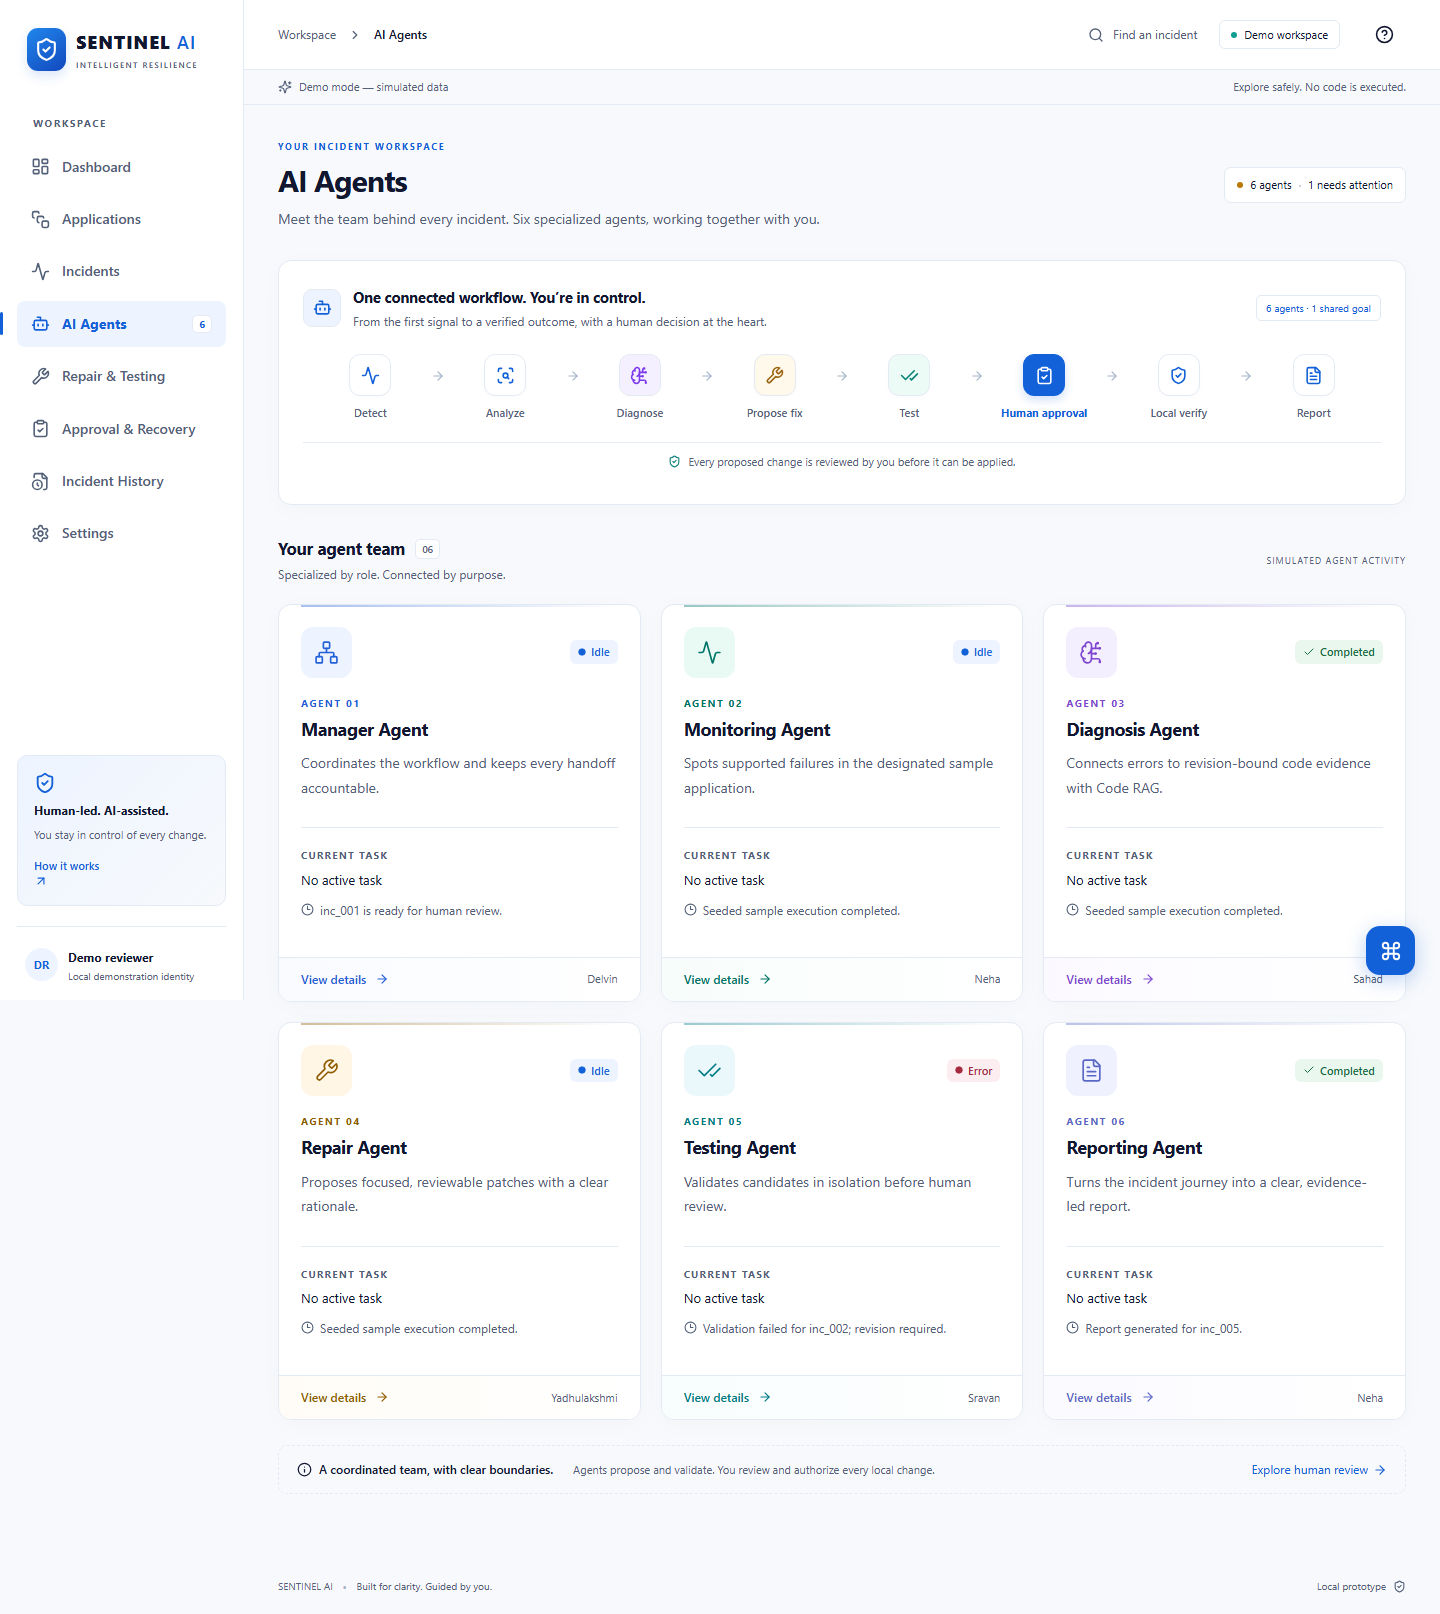 SENTINEL AI
INTELLIGENT RESILIENCE
WORKSPACE
Dashboard
Applications
Incidents
AI Agents 6
Repair & Testing
Approval & Recovery
Incident History
Settings
Human-led. AI-assisted.
You stay in control of every change.
How it works
DR
Demo reviewer
Local demonstration identity
Workspace AI Agents
Find an incident
Demo workspace
Demo mode — simulated data
Explore safely. No code is executed.
YOUR INCIDENT WORKSPACE
AI Agents
Meet the team behind every incident. Six specialized agents, working together with you.
6 agents · 1 needs attention
One connected workflow. You’re in control.
From the first signal to a verified outcome, with a human decision at the heart.
6 agents · 1 shared goal
Detect
Analyze
Diagnose
Propose fix
Test
Human approval
Local verify
Report
Every proposed change is reviewed by you before it can be applied.
Your agent team 06
Specialized by role. Connected by purpose.
SIMULATED AGENT ACTIVITY
Idle
AGENT 01
Manager Agent
Coordinates the workflow and keeps every handoff
accountable.
CURRENT TASK
No active task
inc_001 is ready for human review.
View details
Delvin
Idle
AGENT 02
Monitoring Agent
Spots supported failures in the designated sample
application.
CURRENT TASK
No active task
Seeded sample execution completed.
View details
Neha
Completed
AGENT 03
Diagnosis Agent
Connects errors to revision-bound code evidence
with Code RAG.
CURRENT TASK
No active task
Seeded sample execution completed.
View details
Sahad
Idle
AGENT 04
Repair Agent
Proposes focused, reviewable patches with a clear
rationale.
CURRENT TASK
No active task
Seeded sample execution completed.
View details
Yadhulakshmi
Error
AGENT 05
Testing Agent
Validates candidates in isolation before human
review.
CURRENT TASK
No active task
Validation failed for inc_002; revision required.
View details
Sravan
Completed
AGENT 06
Reporting Agent
Turns the incident journey into a clear, evidence-
led report.
CURRENT TASK
No active task
Report generated for inc_005.
View details
Neha
A coordinated team, with clear boundaries.
Agents propose and validate. You review and authorize every local change.
Explore human review
SENTINEL AI • Built for clarity. Guided by you.
Local prototype